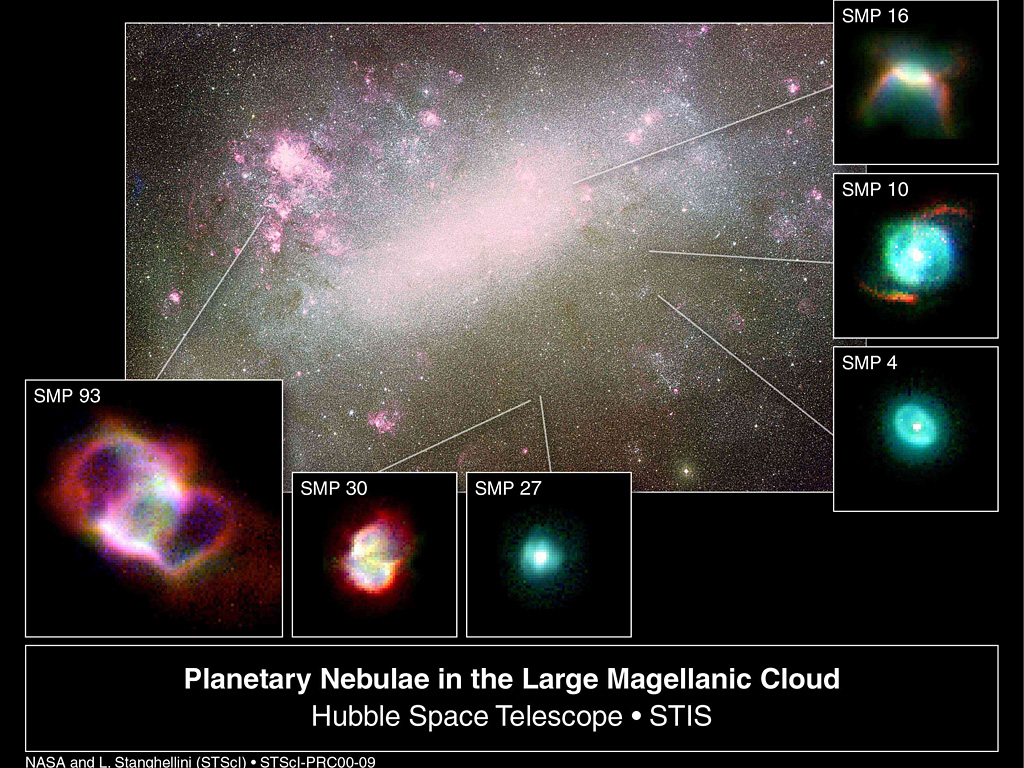 SMP 16
SMP 10
SMP 4
SMP 93
SMP 30
SMP 27
Planetary Nebulae in the Large Magellanic Cloud
Hubble Space Telescope • STIS
NASA and L. Stanghellini (STScI) • STScI-PRC00-09